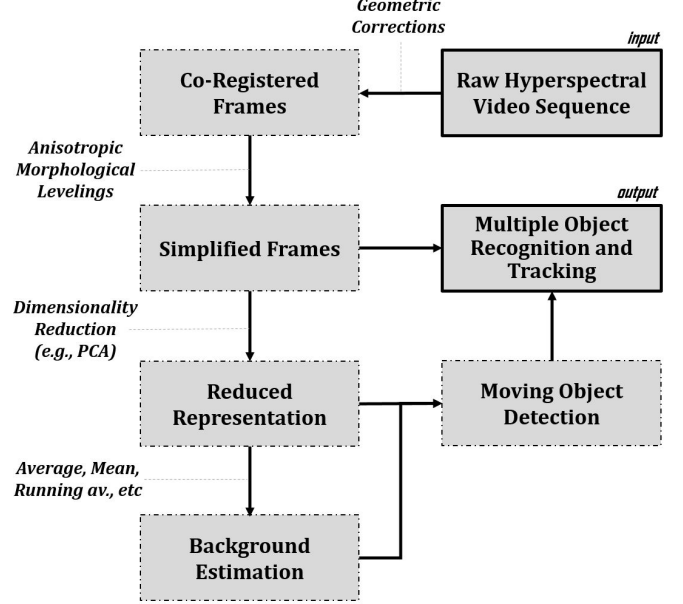 Geometric
Corrections
input
Co-Registered
Frames
Raw Hyperspectral
Video Sequence
Anisotropic
Morphological
Levelings
output
Simplified Frames
Multiple Object
Recognition and
Tracking
Dimensionality
Reduction
(e.g., PCA)
Reduced
Representation
Moving Object
Detection
Average, Mean,
Running av., etc
Background
Estimation